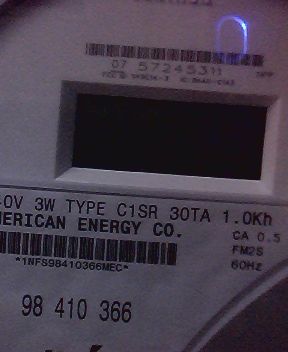 07 57245311
40V 3W TYPE C1SR 30TA 1.0Kh
MERICAN ENERGY CO.
CA 0.5
*1NFS98410366MEC*
FM2S
60Hz
98 410 366